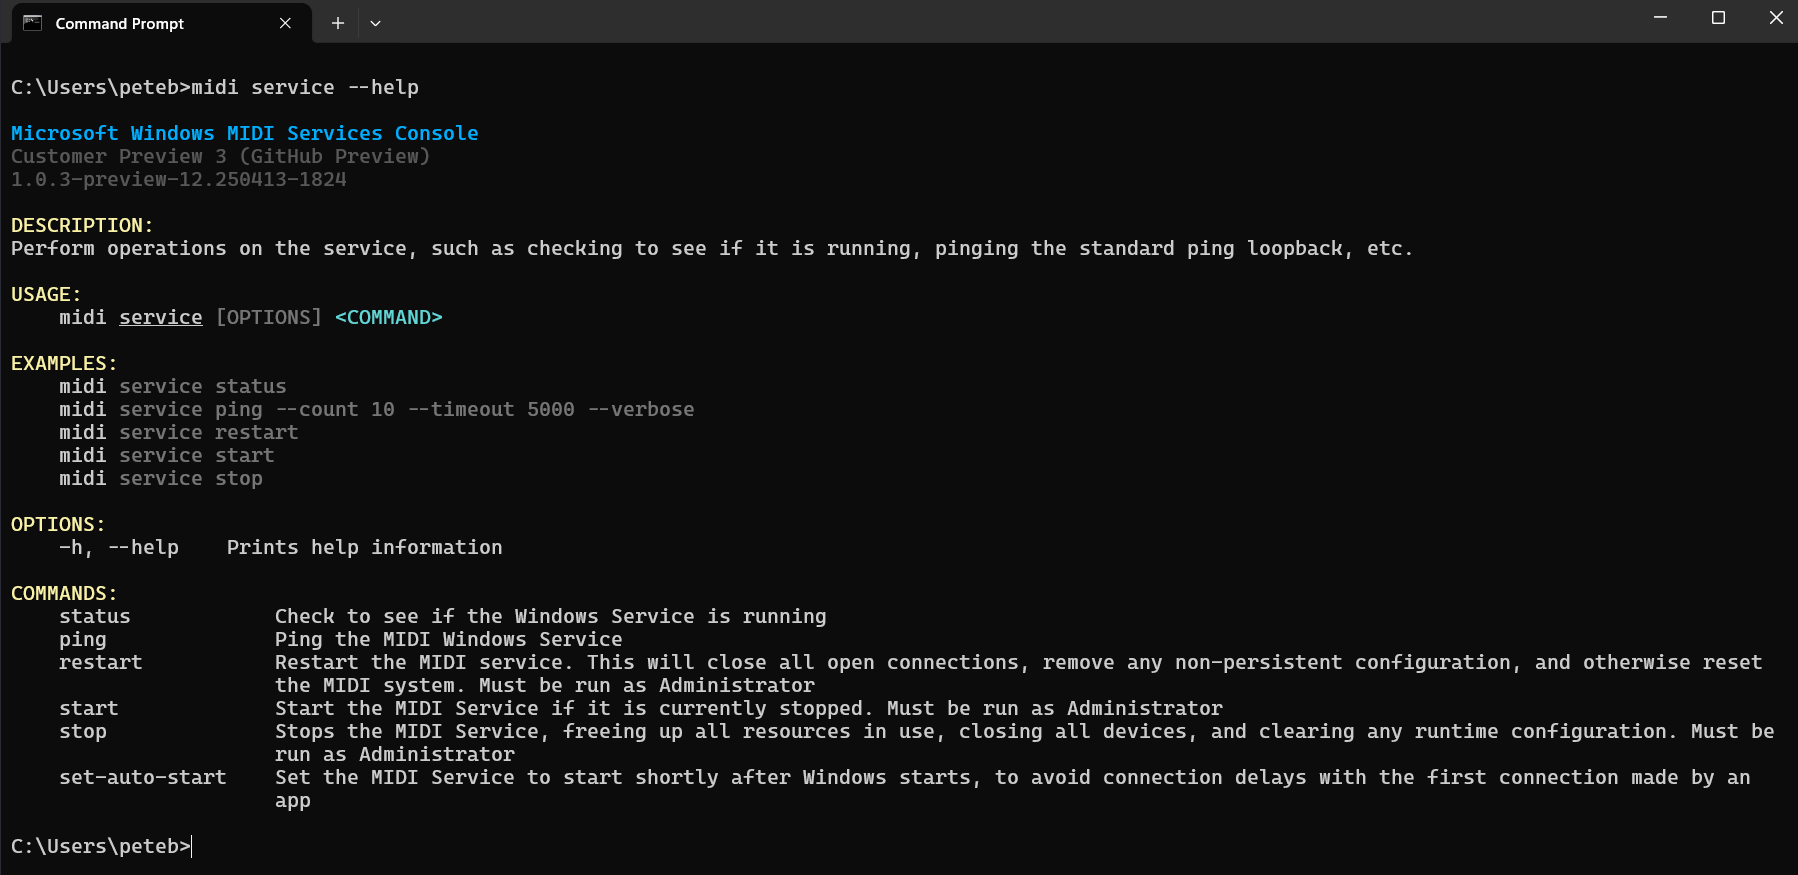 Command Prompt
C:\Users\peteb>midi service --help
Microsoft Windows MIDI Services Console
Customer Preview 3 (GitHub Preview)
1.0.3-preview-12.250413-1824
DESCRIPTION:
Perform operations on the service, such as checking to see if it is running, pinging the standard ping loopback, etc.
USAGE:
    midi service [OPTIONS] <COMMAND>
EXAMPLES:
    midi service status
    midi service ping --count 10 --timeout 5000 --verbose
    midi service restart
    midi service start
    midi service stop
OPTIONS:
    -h, --help    Prints help information
COMMANDS:
    status            Check to see if the Windows Service is running
    ping              Ping the MIDI Windows Service
    restart           Restart the MIDI service. This will close all open connections, remove any non-persistent configuration, and otherwise reset
                      the MIDI system. Must be run as Administrator
    start             Start the MIDI Service if it is currently stopped. Must be run as Administrator
    stop              Stops the MIDI Service, freeing up all resources in use, closing all devices, and clearing any runtime configuration. Must be
                      run as Administrator
    set-auto-start    Set the MIDI Service to start shortly after Windows starts, to avoid connection delays with the first connection made by an
                      app
C:\Users\peteb>